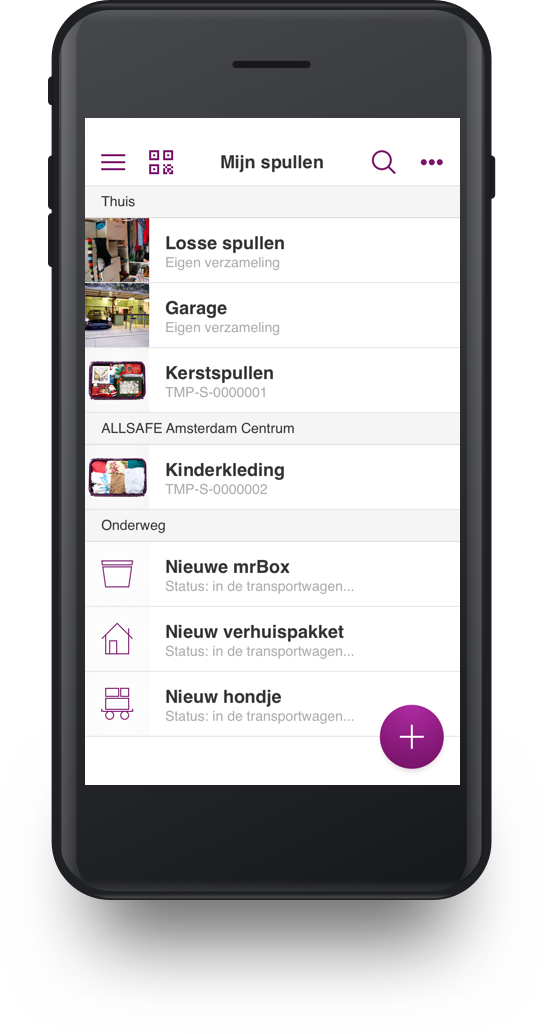 Mijn spullen
Thuis
Losse spullen
Eigen verzameling
Garage
Eigen verzameling
Kerstspullen
TMP-S-0000001
ALLSAFE Amsterdam Centrum
Kinderkleding
TMP-S-0000002
Onderweg
Nieuwe mrBox
Status: in de transportwagen...
Nieuw verhuispakket
Status: in de transportwagen...
Nieuw hondje
Status: in de transportwagen...